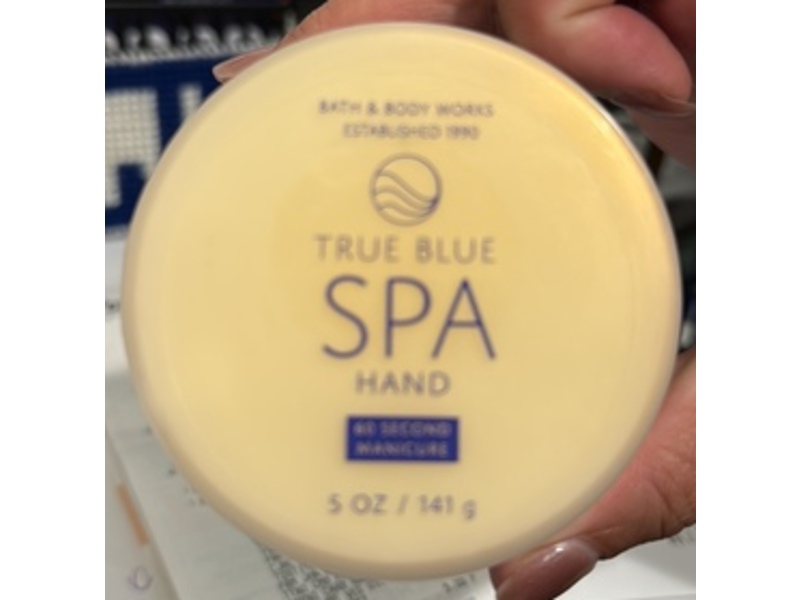 BATH & BODY WORKS
ESTABLISHED 1990
TRUE BLUE
SPA
HAND
60 SECOND
MANICURE
5 OZ / 141 g